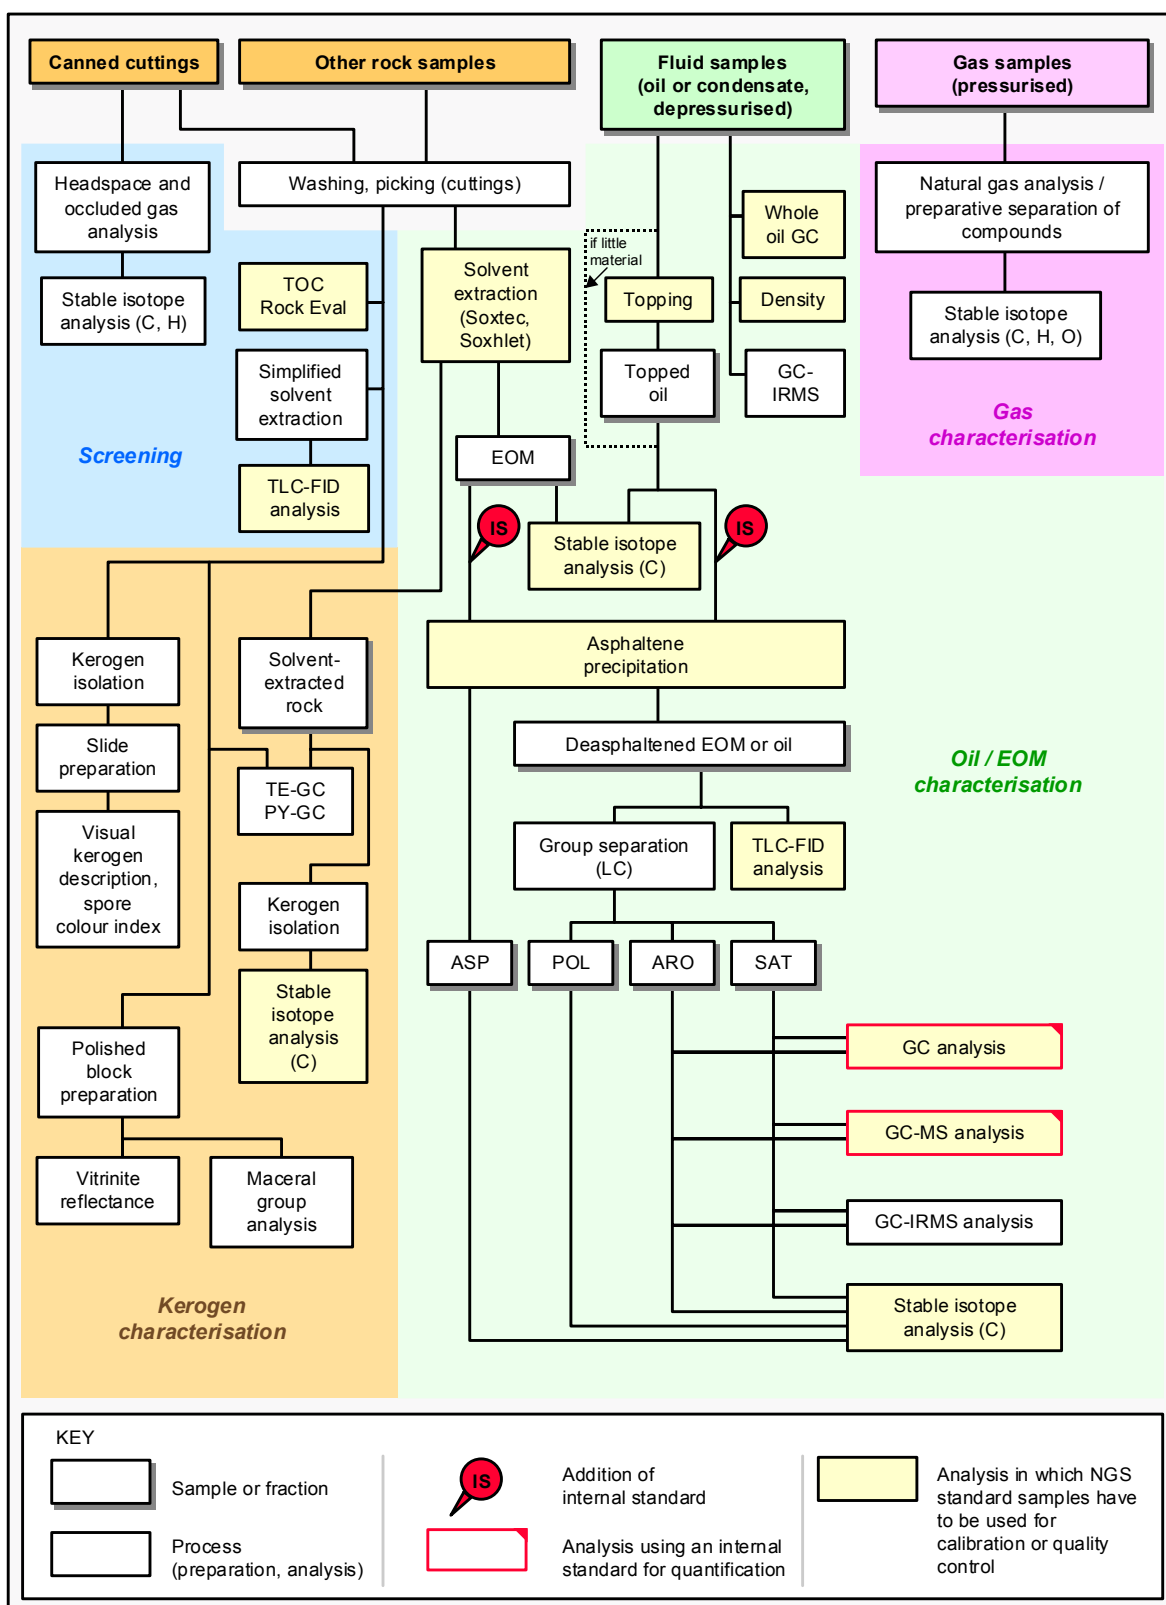 Canned cuttings
Other rock samples
Fluid samples
(oil or condensate,
depressurised)
Gas samples
(pressurised)
Headspace and
occluded gas
analysis
Stable isotope
analysis (C, H)
Washing, picking (cuttings)
TOC
Rock Eval
Simplified
solvent
extraction
TLC-FID
analysis
Screening
Solvent
extraction
(Soxtec,
Soxhlet)
EOM
if little
material
Topping
Topped
oil
Whole
oil GC
Density
GC-
IRMS
Natural gas analysis /
preparative separation of
compounds
Stable isotope
analysis (C, H, O)
Gas
characterisation
IS
Stable isotope
analysis (C)
IS
Asphaltene
precipitation
Deasphaltened EOM or oil
Oil / EOM
characterisation
Group separation
(LC)
TLC-FID
analysis
ASP
POL
ARO
SAT
GC analysis
GC-MS analysis
GC-IRMS analysis
Stable isotope
analysis (C)
Kerogen
isolation
Slide
preparation
Visual
kerogen
description,
spore
colour index
Solvent-
extracted
rock
TE-GC
PY-GC
Kerogen
isolation
Stable
isotope
analysis
(C)
Polished
block
preparation
Vitrinite
reflectance
Maceral
group
analysis
Kerogen
characterisation
KEY
Sample or fraction
Process
(preparation, analysis)
IS
Addition of
internal standard
Analysis using an internal
standard for quantification
Analysis in which NGS
standard samples have
to be used for
calibration or quality
control